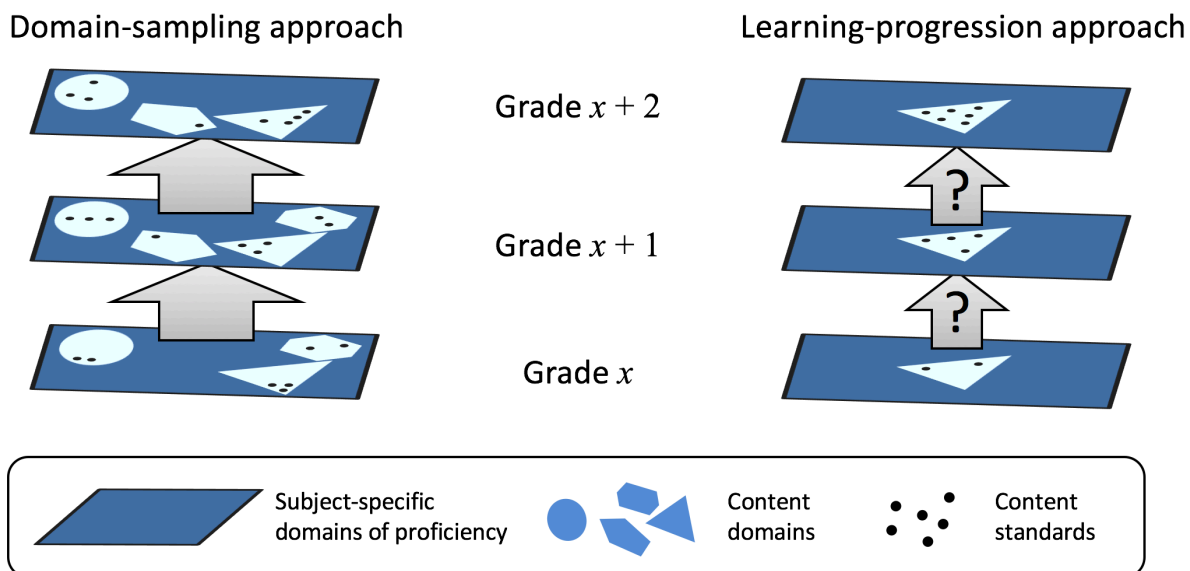 Domain-sampling approach
Learning-progression approach
Grade x + 2
?
Grade x + 1
?
Grade x
Subject-specific
domains of proficiency
Content
domains
Content
standards